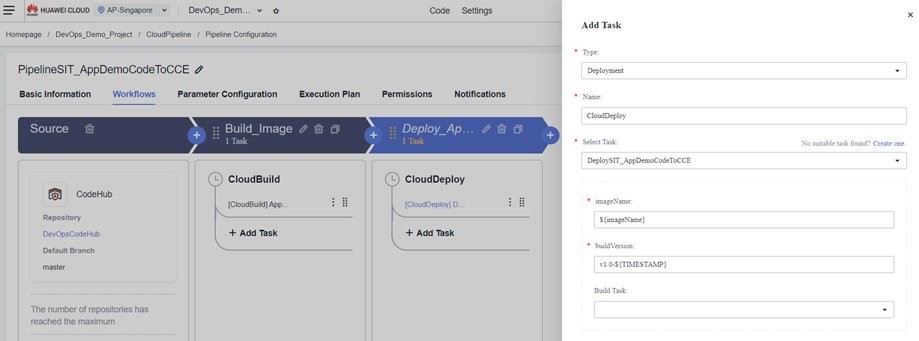 HUAWEI CLOUD AP-Singapore DevOps_Dem... Code Settings
Homepage / DevOps_Demo_Project / CloudPipeline / Pipeline Configuration
PipelineSIT_AppDemoCodeToCCE
Basic Information Workflows Parameter Configuration Execution Plan Permissions Notifications
Source
Build_Image
1 Task
Deploy_Ap...
1 Task
CodeHub
Repository
DevOpsCodeHub
Default Branch
master
The number of repositories has
reached the maximum
CloudBuild
[CloudBuild] App...
+ Add Task
CloudDeploy
[CloudDeploy] D...
+ Add Task
Add Task
* Type:
Deployment
* Name:
CloudDeploy
* Select Task: No suitable task found? Create one.
DeploySIT_AppDemoCodeToCCE
* imageName:
${imageName}
* buildVersion:
v1.0-${TIMESTAMP}
Build Task: